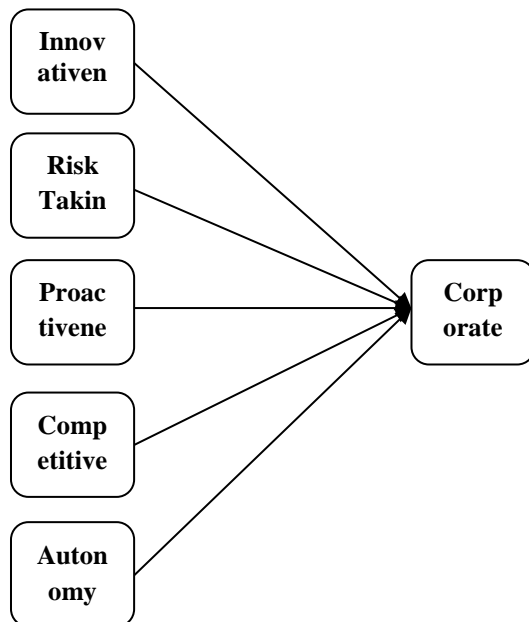 Innov
ativen
Risk
Takin
Proac
tivene
Comp
etitive
Auton
omy
Corp
orate